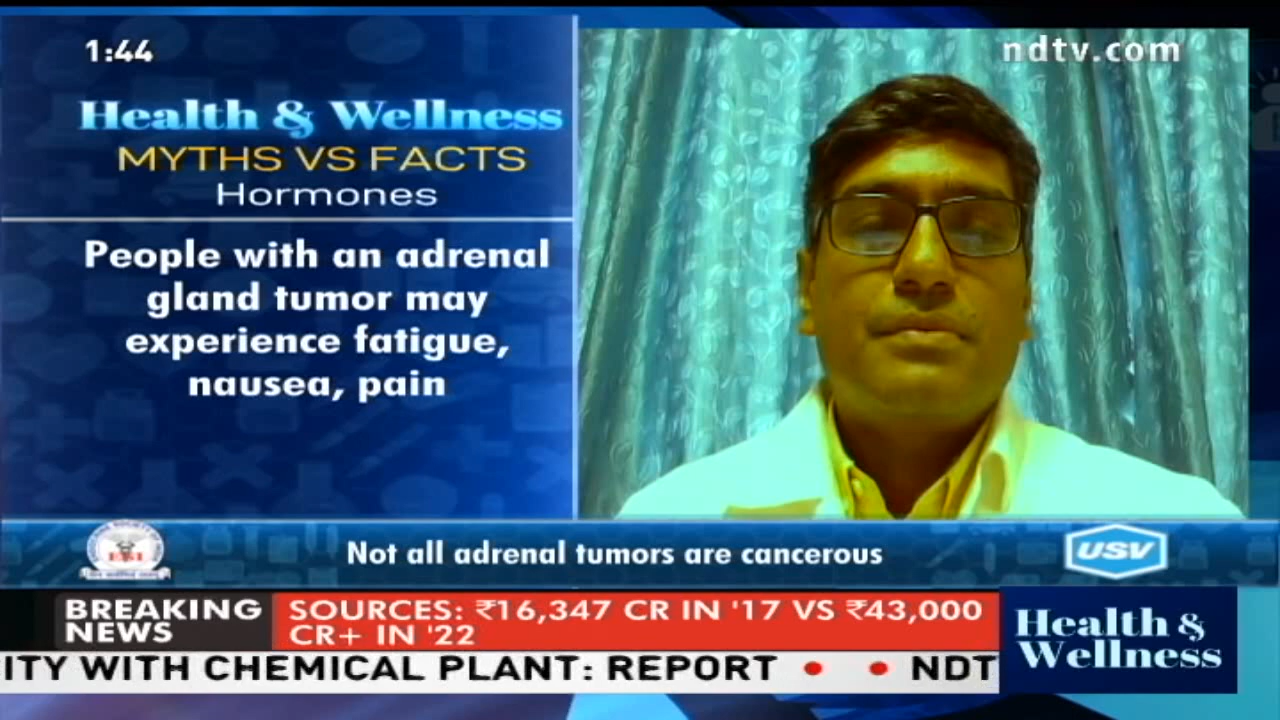 1:44
ndtv.com
Health & Wellness
MYTHS VS FACTS
Hormones
People with an adrenal
gland tumor may
experience fatigue,
nausea, pain
ESI
Not all adrenal tumors are cancerous
USV
BREAKING
NEWS
SOURCES: ₹16,347 CR IN '17 VS ₹43,000
CR+ IN '22
Health &
Wellness
ITY WITH CHEMICAL PLANT: REPORT • • NDT